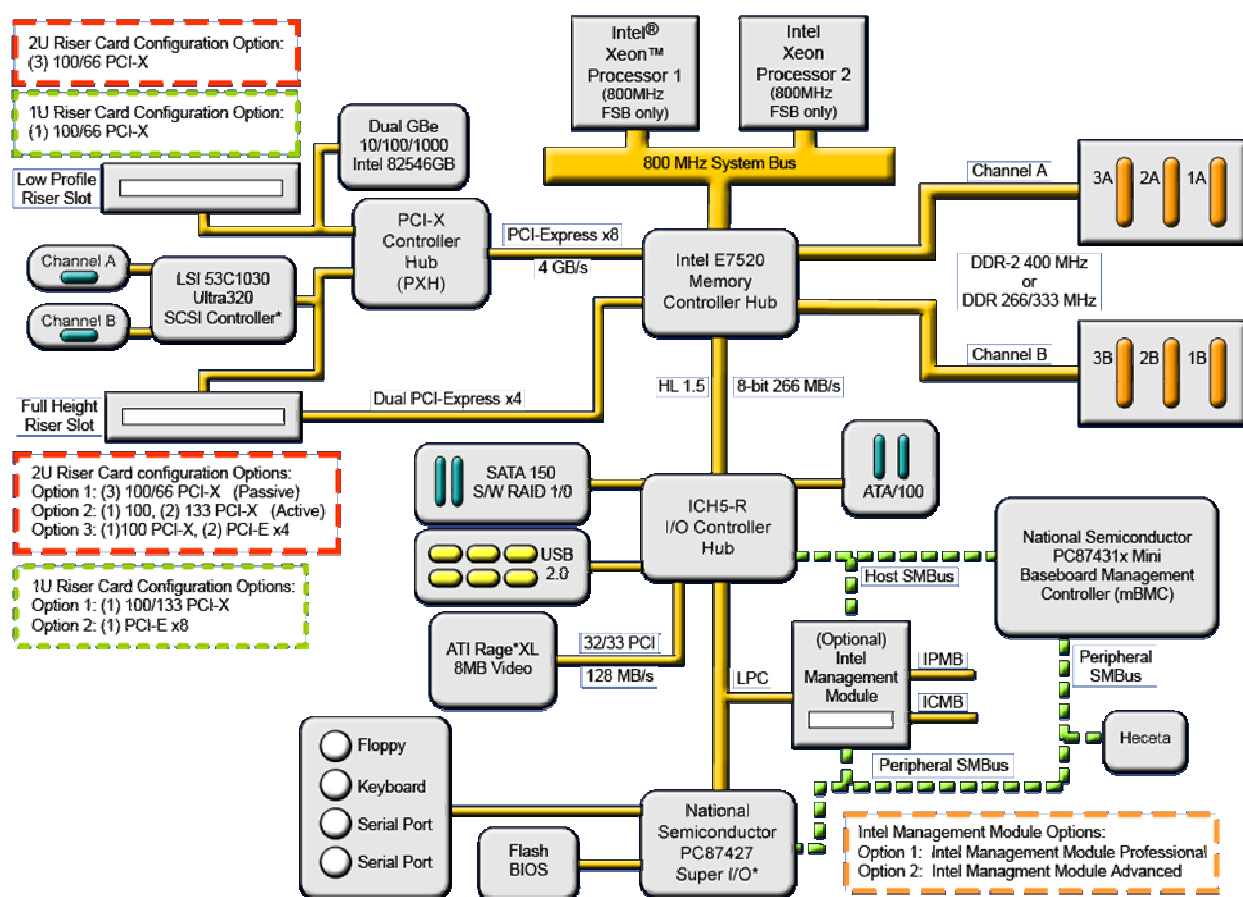 2U Riser Card Configuration Option:
(3) 100/66 PCI-X
1U Riser Card Configuration Option:
(1) 100/66 PCI-X
Low Profile
Riser Slot
Dual GBe
10/100/1000
Intel 82546GB
Intel®
Xeon™
Processor 1
(800MHz
FSB only)
Intel
Xeon
Processor 2
(800MHz
FSB only)
800 MHz System Bus
Channel A
3A
2A
1A
PCI-X
Controller
Hub
(PXH)
PCI-Express x8
4 GB/s
Intel E7520
Memory
Controller Hub
DDR-2 400 MHz
or
DDR 266/333 MHz
Channel A
Channel B
LSI 53C1030
Ultra320
SCSI Controller*
Channel B
3B
2B
1B
HL 1.5
8-bit 266 MB/s
Full Height
Riser Slot
Dual PCI-Express x4
2U Riser Card configuration Options:
Option 1: (3) 100/66 PCI-X (Passive)
Option 2: (1) 100, (2) 133 PCI-X (Active)
Option 3: (1)100 PCI-X, (2) PCI-E x4
1U Riser Card Configuration Options:
Option 1: (1) 100/133 PCI-X
Option 2: (1) PCI-E x8
SATA 150
S/W RAID 1/0
ATA/100
ICH5-R
I/O Controller
Hub
USB
2.0
Host SMBus
National Semiconductor
PC87431x Mini
Baseboard Management
Controller (mBMC)
ATI Rage*XL
8MB Video
32/33 PCI
128 MB/s
LPC
(Optional)
Intel
Management
Module
IPMB
ICMB
Peripheral
SMBus
Heceta
Peripheral SMBus
Floppy
Keyboard
Serial Port
Serial Port
Flash
BIOS
National
Semiconductor
PC87427
Super I/O*
Intel Management Module Options:
Option 1: Intel Management Module Professional
Option 2: Intel Managment Module Advanced